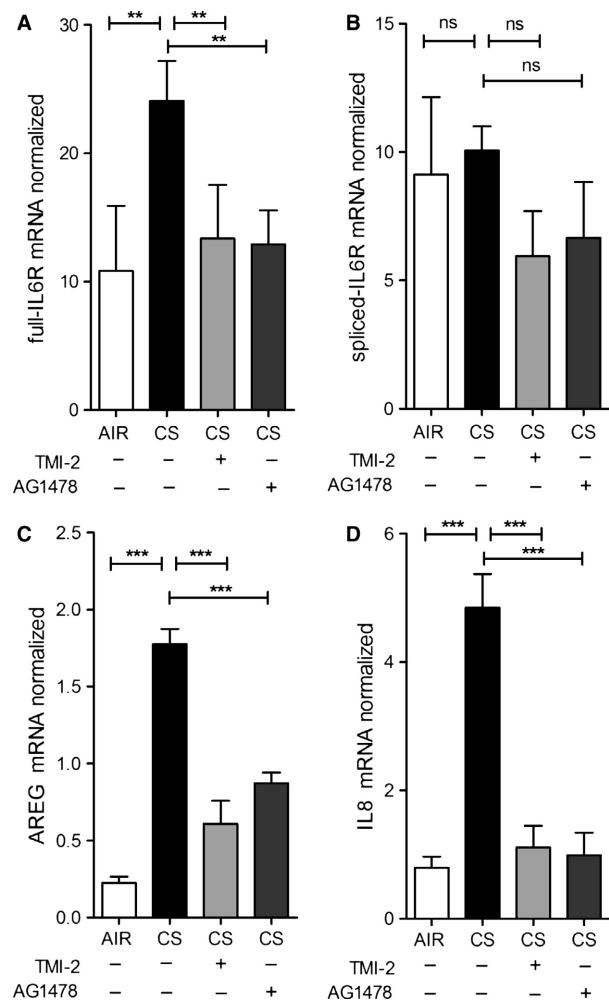 A
** **
**
full-IL6R mRNA normalized
30
20
10
0
AIR CS CS CS
TMI-2 – – + –
AG1478 – – – +
B
ns ns
ns
spliced-IL6R mRNA normalized
15
10
5
0
AIR CS CS CS
TMI-2 – – + –
AG1478 – – – +
C
*** ***
***
AREG mRNA normalized
2.5
2.0
1.5
1.0
0.5
0.0
AIR CS CS CS
TMI-2 – – + –
AG1478 – – – +
D
*** ***
***
IL8 mRNA normalized
6
4
2
0
AIR CS CS CS
TMI-2 – – + –
AG1478 – – – +